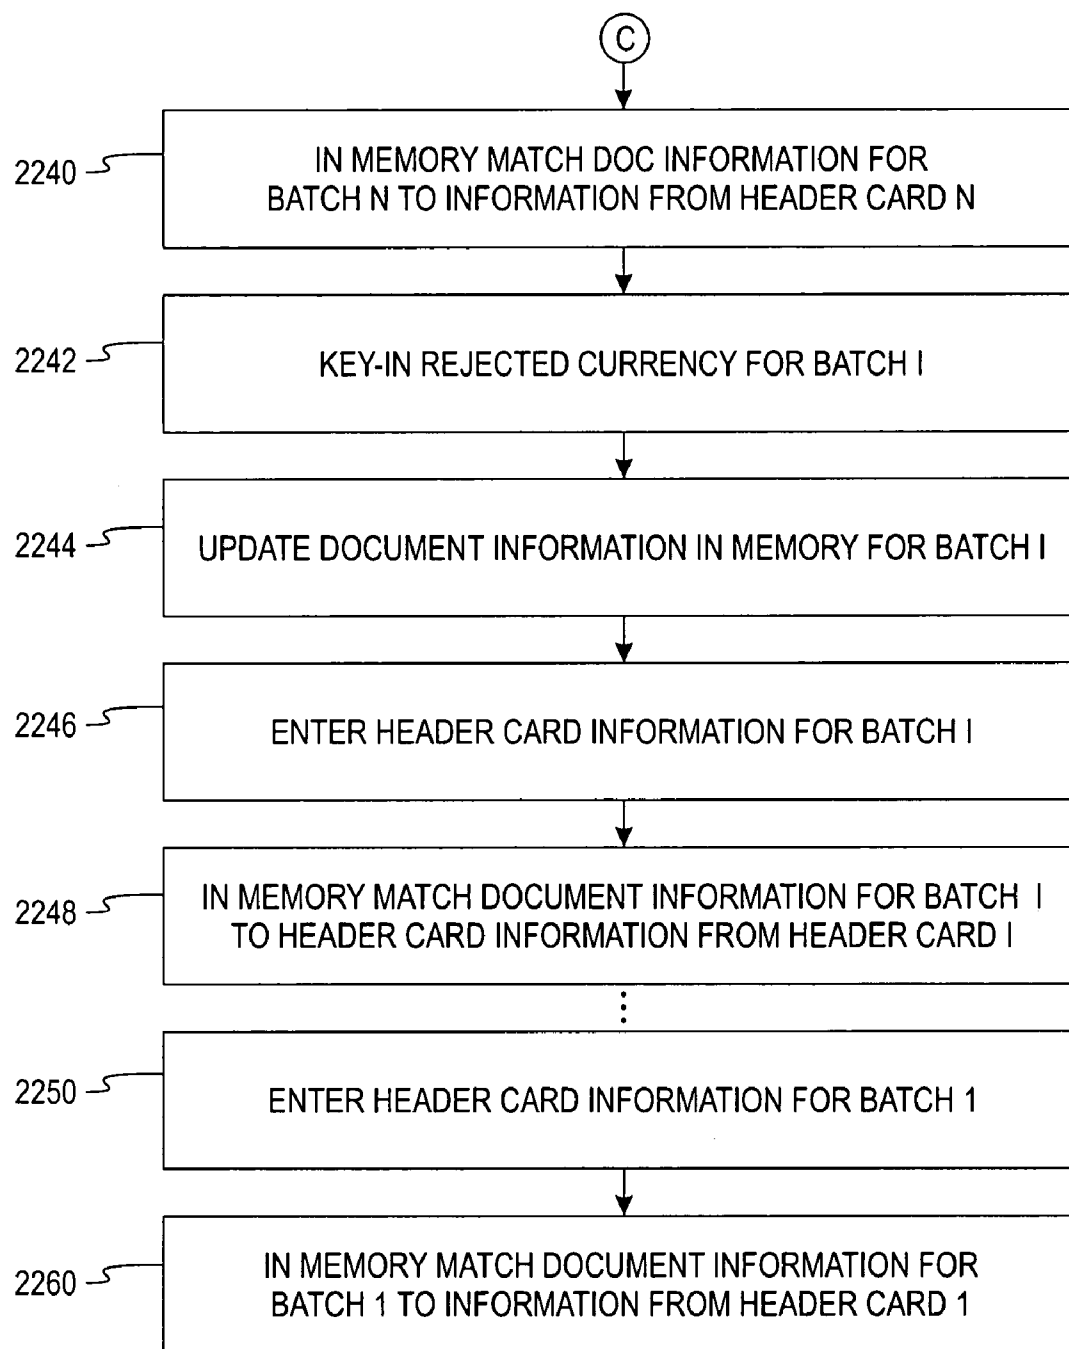 C
2240
IN MEMORY MATCH DOC INFORMATION FOR
BATCH N TO INFORMATION FROM HEADER CARD N
2242
KEY-IN REJECTED CURRENCY FOR BATCH I
2244
UPDATE DOCUMENT INFORMATION IN MEMORY FOR BATCH I
2246
ENTER HEADER CARD INFORMATION FOR BATCH I
2248
IN MEMORY MATCH DOCUMENT INFORMATION FOR BATCH I
TO HEADER CARD INFORMATION FROM HEADER CARD I
2250
ENTER HEADER CARD INFORMATION FOR BATCH 1
2260
IN MEMORY MATCH DOCUMENT INFORMATION FOR
BATCH 1 TO INFORMATION FROM HEADER CARD 1